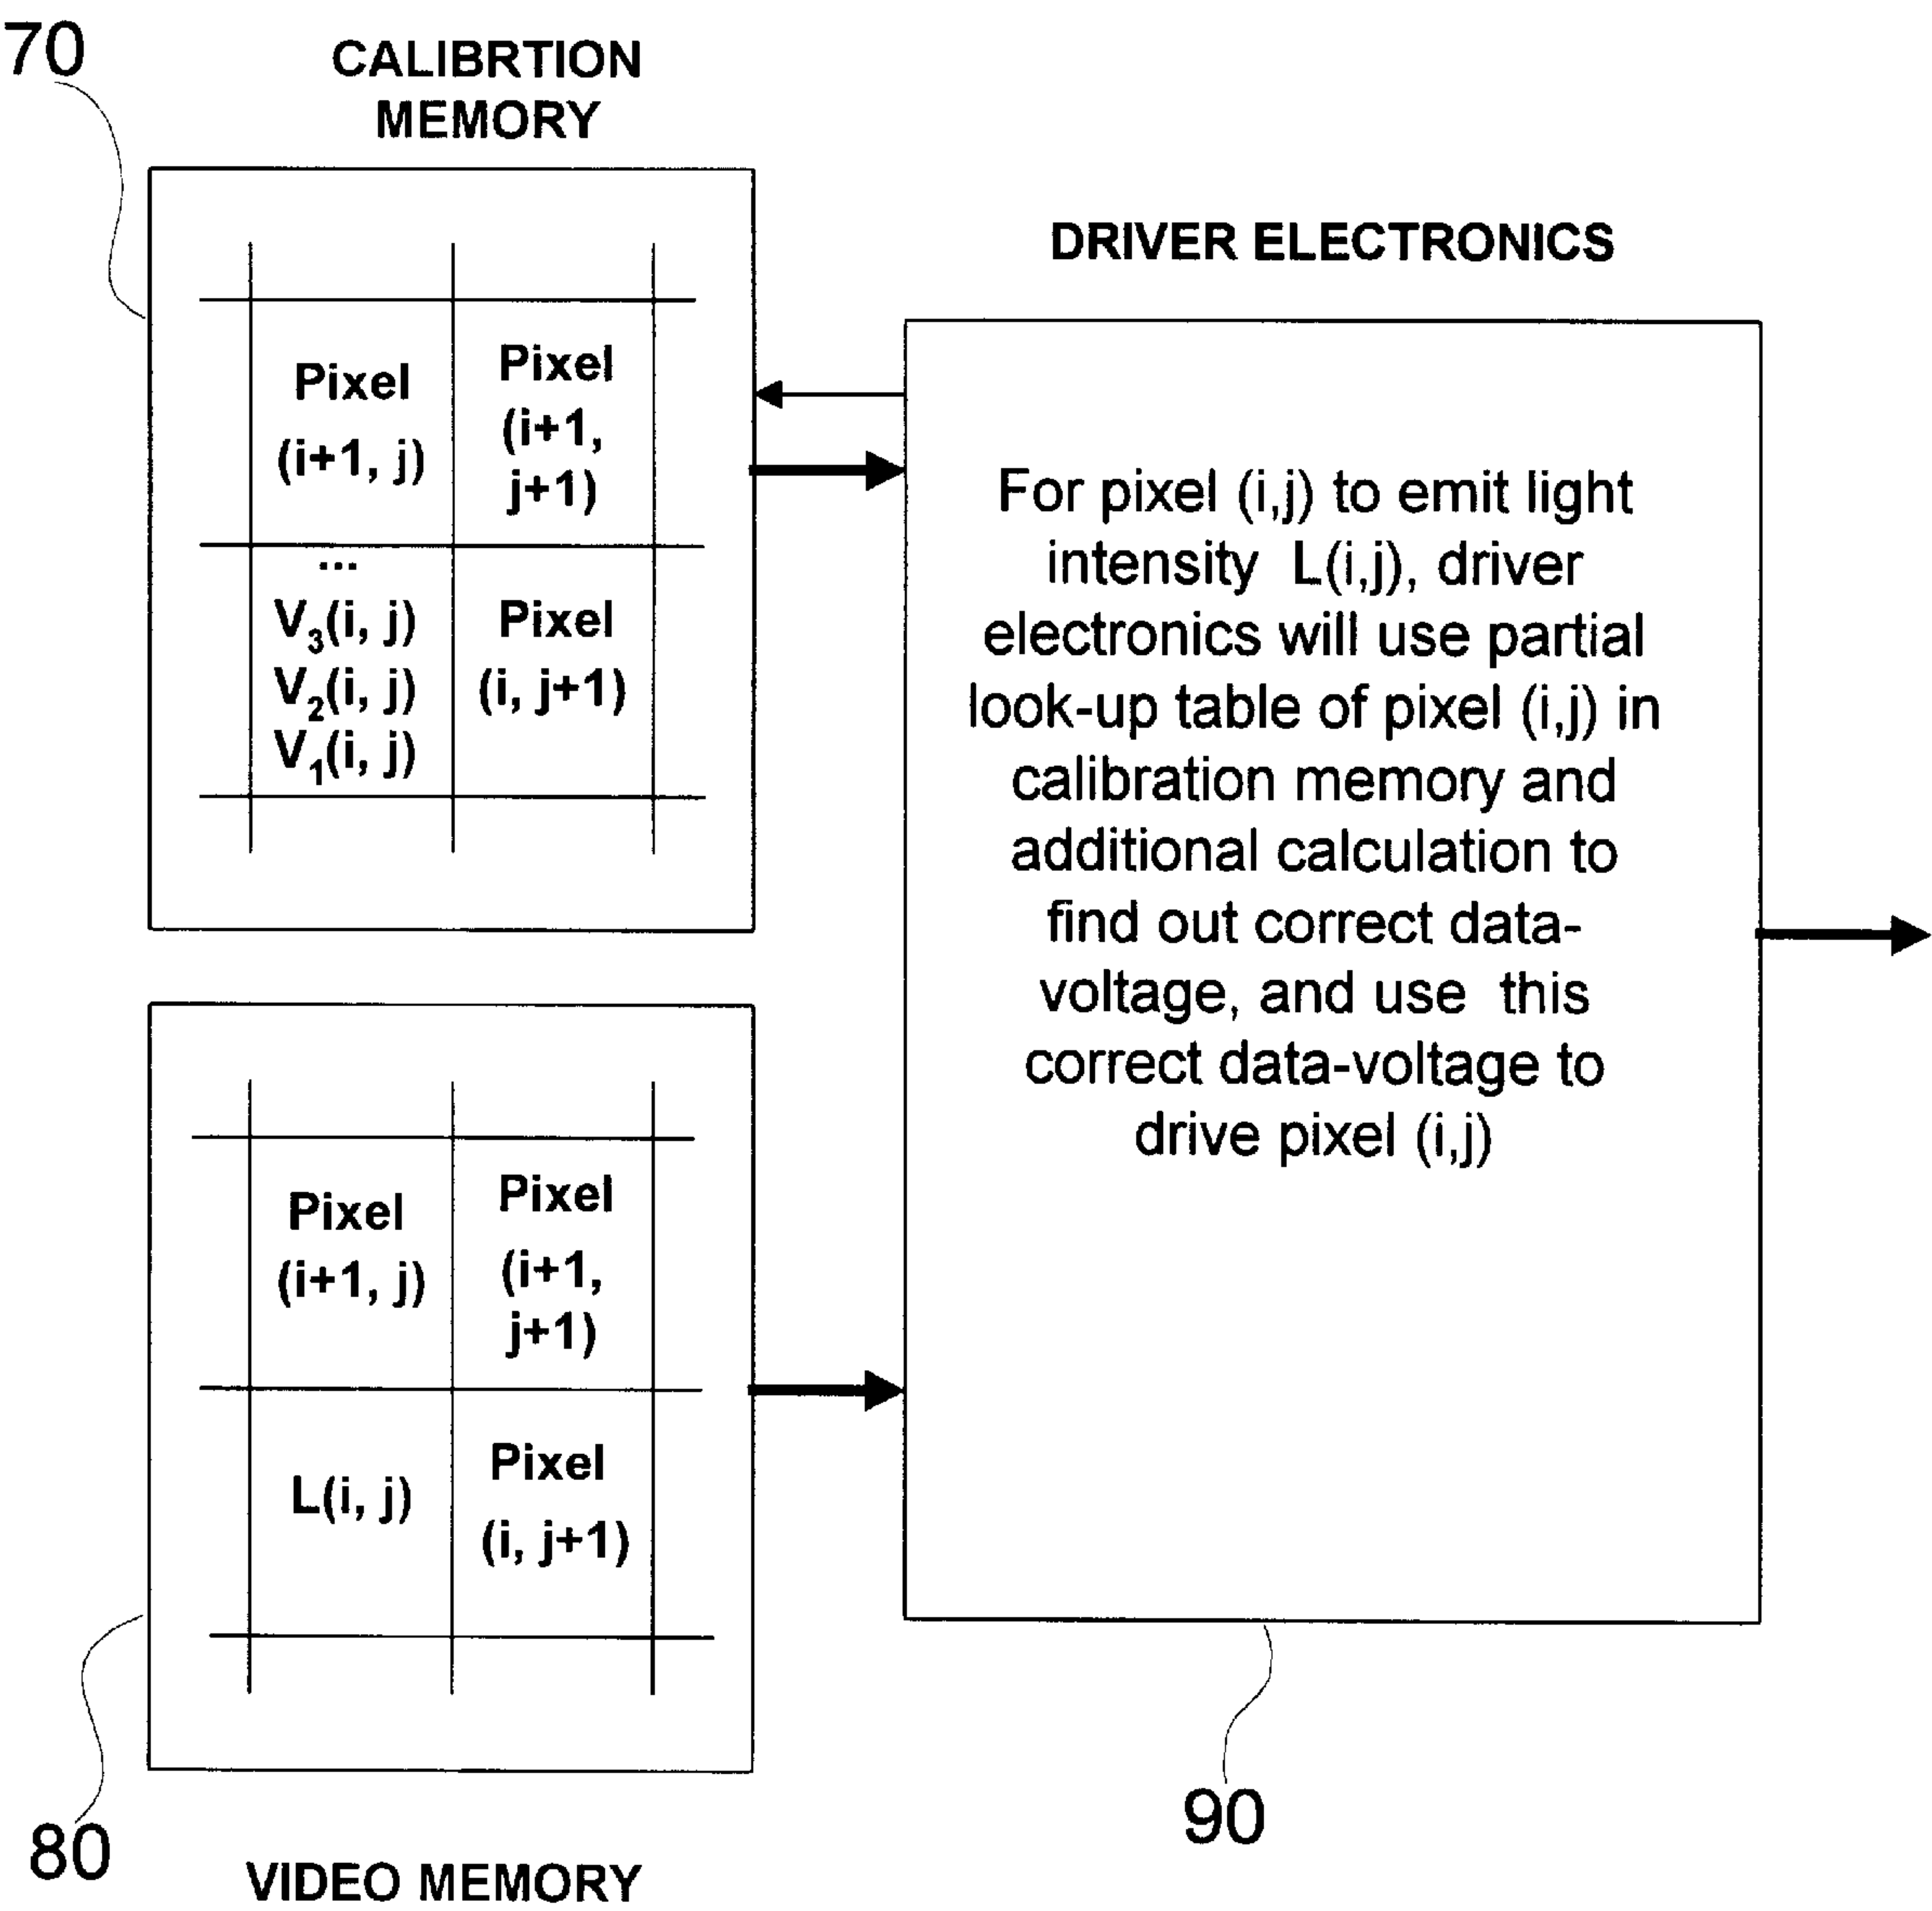 70
CALIBRTION
MEMORY
Pixel
(i+1, j)
Pixel
(i+1,
j+1)
...
V3(i, j)
V2(i, j)
V1(i, j)
Pixel
(i, j+1)
DRIVER ELECTRONICS
For pixel (i,j) to emit light
intensity L(i,j), driver
electronics will use partial
look-up table of pixel (i,j) in
calibration memory and
additional calculation to
find out correct data-
voltage, and use this
correct data-voltage to
drive pixel (i,j)
Pixel
(i+1, j)
Pixel
(i+1,
j+1)
L(i, j)
Pixel
(i, j+1)
80
VIDEO MEMORY
90